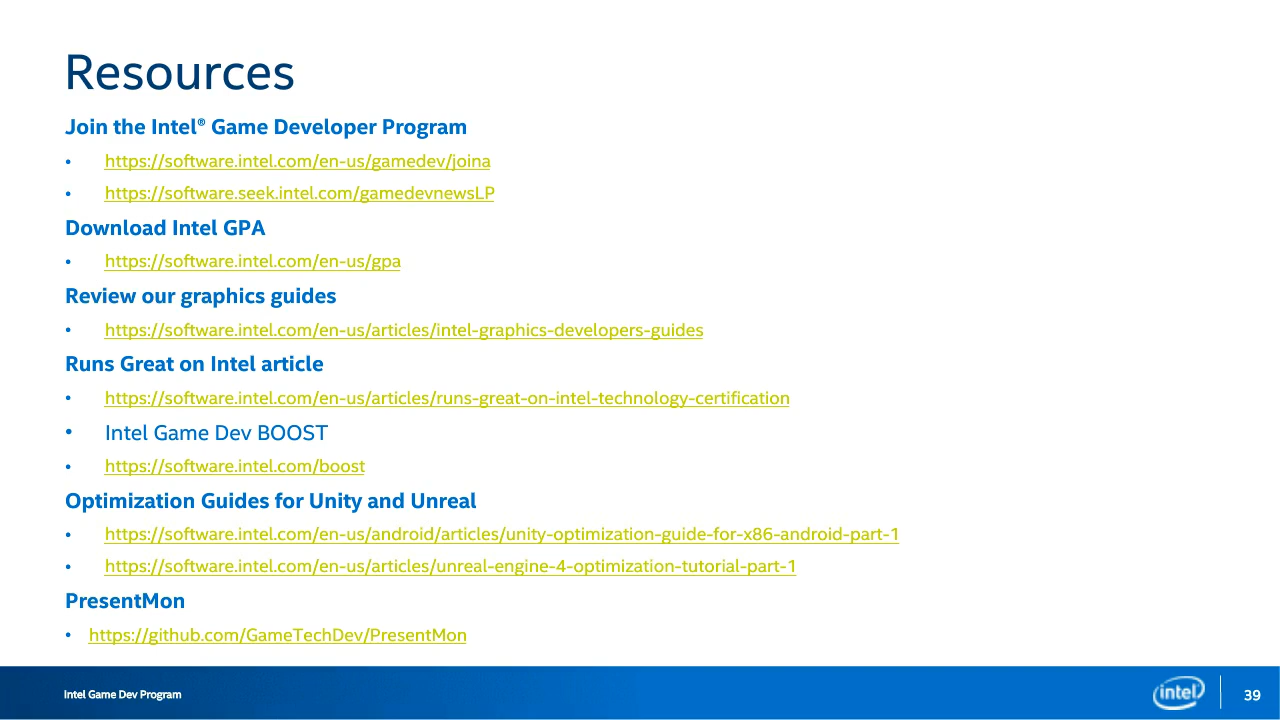 Resources
Join the Intel® Game Developer Program
• https://software.intel.com/en-us/gamedev/joina
• https://software.seek.intel.com/gamedevnewsLP
Download Intel GPA
• https://software.intel.com/en-us/gpa
Review our graphics guides
• https://software.intel.com/en-us/articles/intel-graphics-developers-guides
Runs Great on Intel article
• https://software.intel.com/en-us/articles/runs-great-on-intel-technology-certification
• Intel Game Dev BOOST
• https://software.intel.com/boost
Optimization Guides for Unity and Unreal
• https://software.intel.com/en-us/android/articles/unity-optimization-guide-for-x86-android-part-1
• https://software.intel.com/en-us/articles/unreal-engine-4-optimization-tutorial-part-1
PresentMon
• https://github.com/GameTechDev/PresentMon
Intel Game Dev Program
intel
39